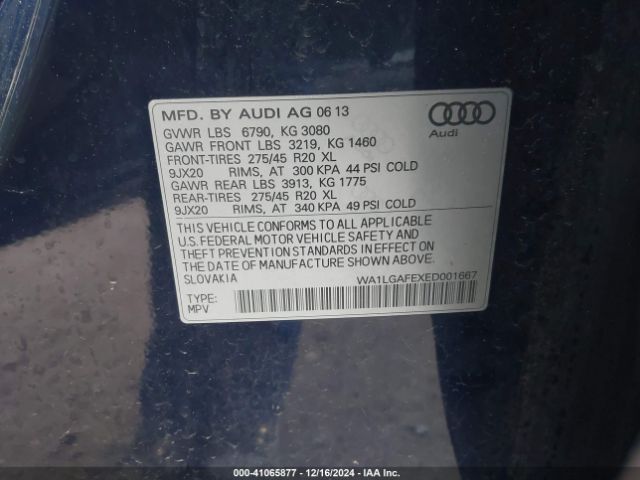 MFD. BY AUDI AG 06 13
Audi
GVWR LBS 6790, KG 3080
GAWR FRONT LBS 3219, KG 1460
FRONT-TIRES 275/45 R20 XL
9JX20 RIMS, AT 300 KPA 44 PSI COLD
GAWR REAR LBS 3913, KG 1775
REAR-TIRES 275/45 R20 XL
9JX20 RIMS, AT 340 KPA 49 PSI COLD
THIS VEHICLE CONFORMS TO ALL APPLICABLE
U.S. FEDERAL MOTOR VEHICLE SAFETY AND
THEFT PREVENTION STANDARDS IN EFFECT ON
THE DATE OF MANUFACTURE SHOWN ABOVE.
SLOVAKIA WA1LGAFEXED001667
TYPE:
MPV
000-41065877 - 12/16/2024 - IAA Inc.